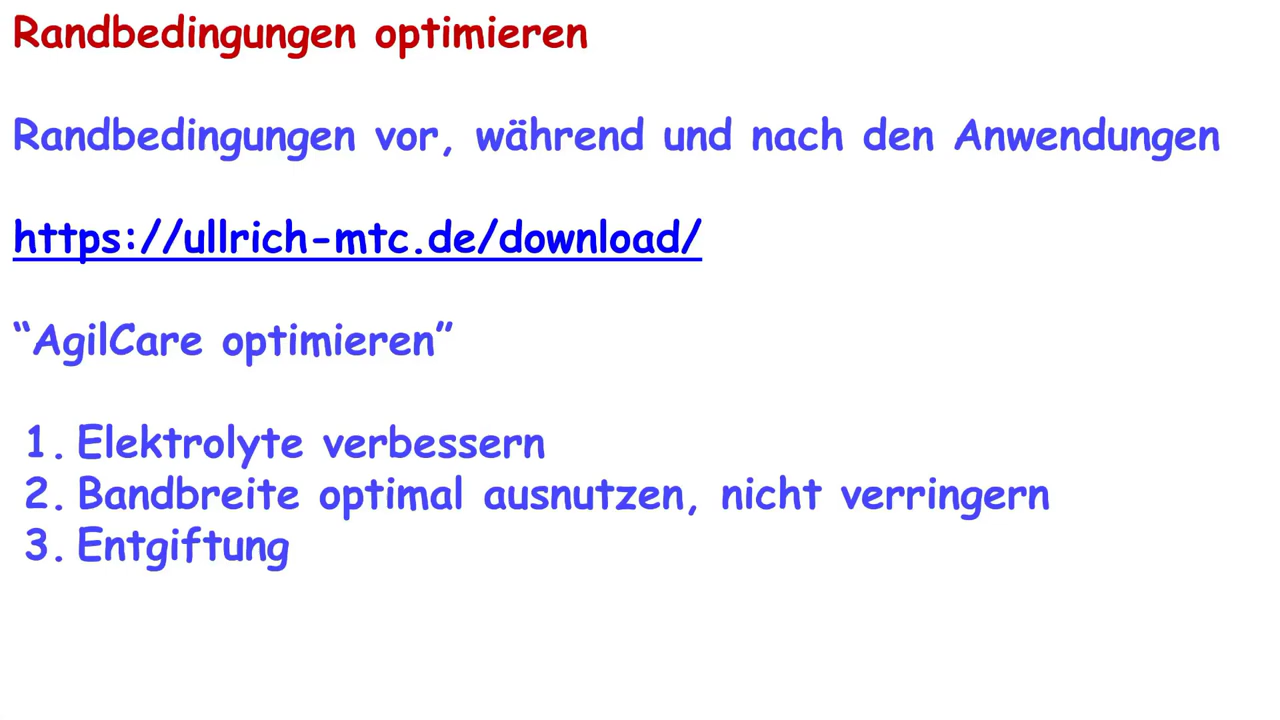 Randbedingungen optimieren
Randbedingungen vor, während und nach den Anwendungen
https://ullrich-mtc.de/download/
“AgilCare optimieren”
1. Elektrolyte verbessern
2. Bandbreite optimal ausnutzen, nicht verringern
3. Entgiftung